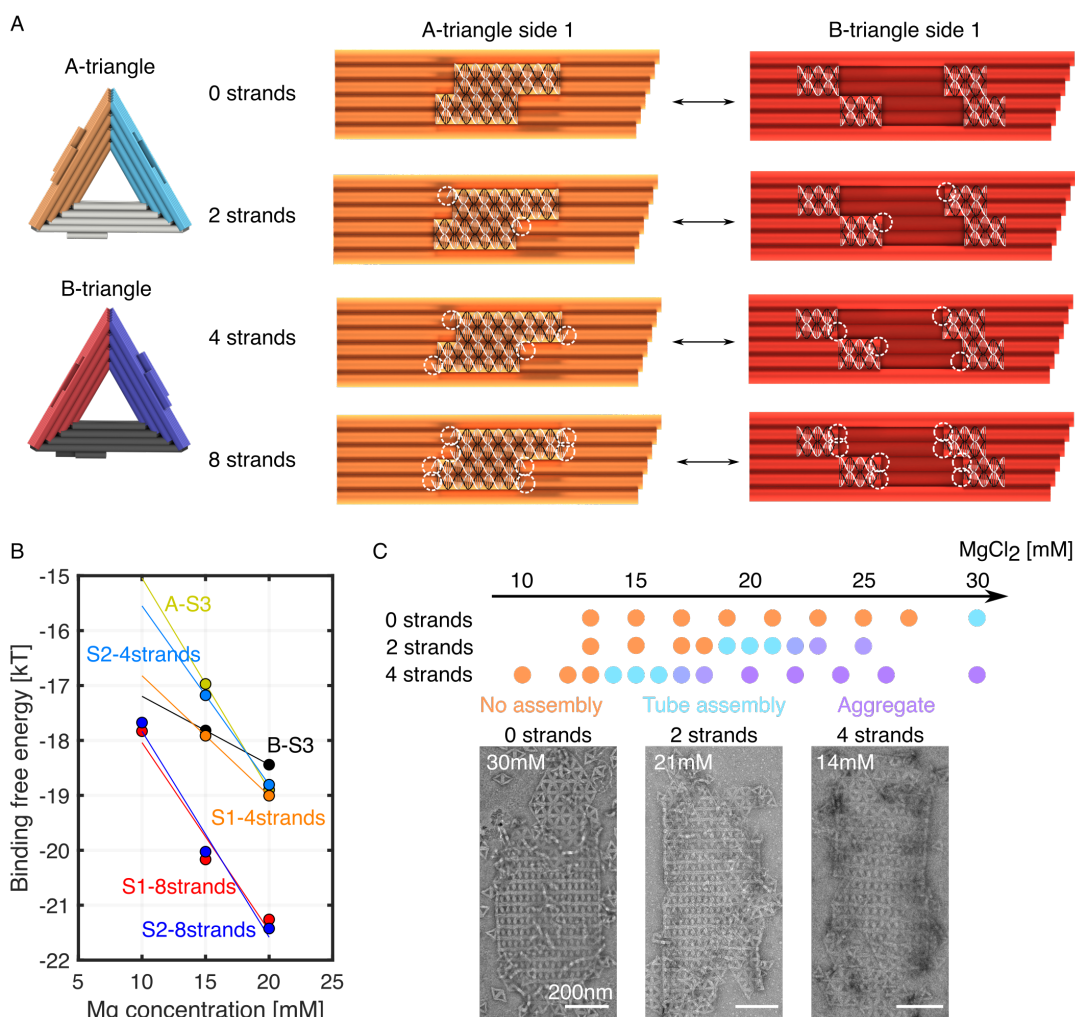 A
A-triangle side 1
B-triangle side 1
A-triangle
0 strands
2 strands
B-triangle
4 strands
8 strands
B
-15
-16
-17
-18
-19
-20
-21
-22
Binding free energy [kT]
A-S3
S2-4strands
B-S3
S1-4strands
S1-8strands
S2-8strands
5
10
15
20
25
Mg concentration [mM]
C
MgCl2 [mM]
10 15 20 25 30
0 strands
2 strands
4 strands
No assembly Tube assembly Aggregate
0 strands 2 strands 4 strands
30mM 21mM 14mM
200nm